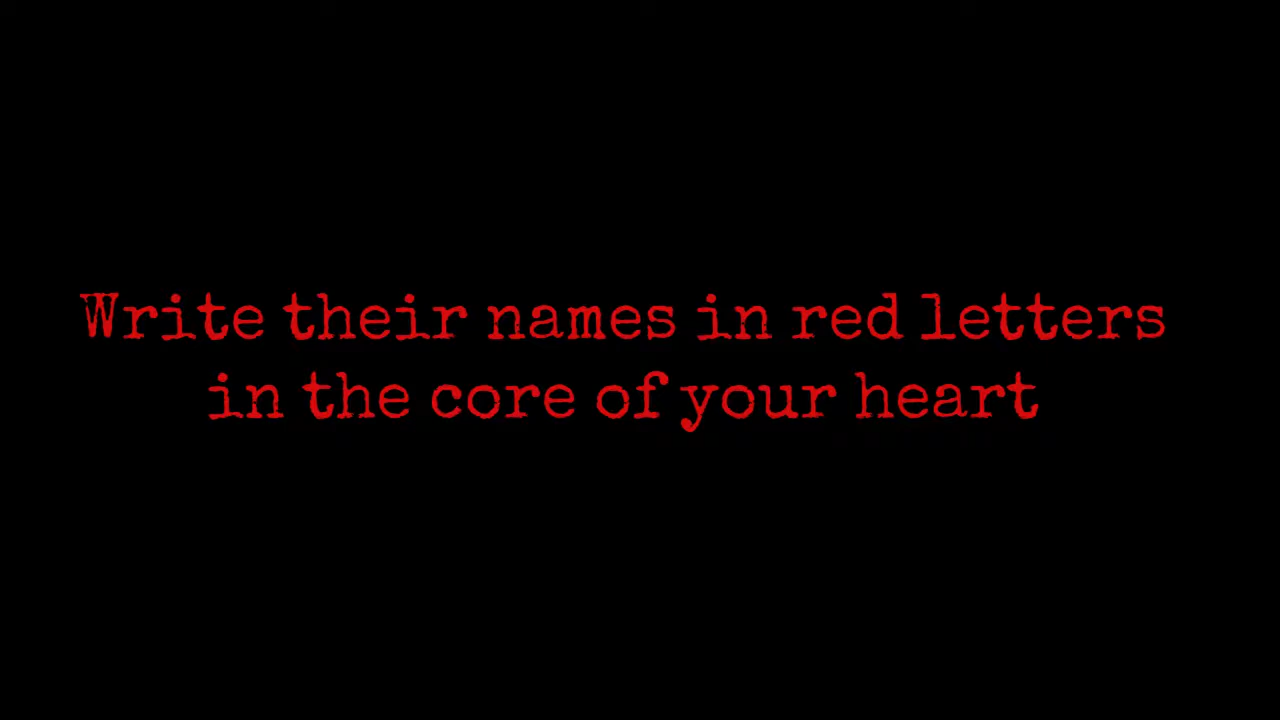 Write their names in red letters
in the core of your heart